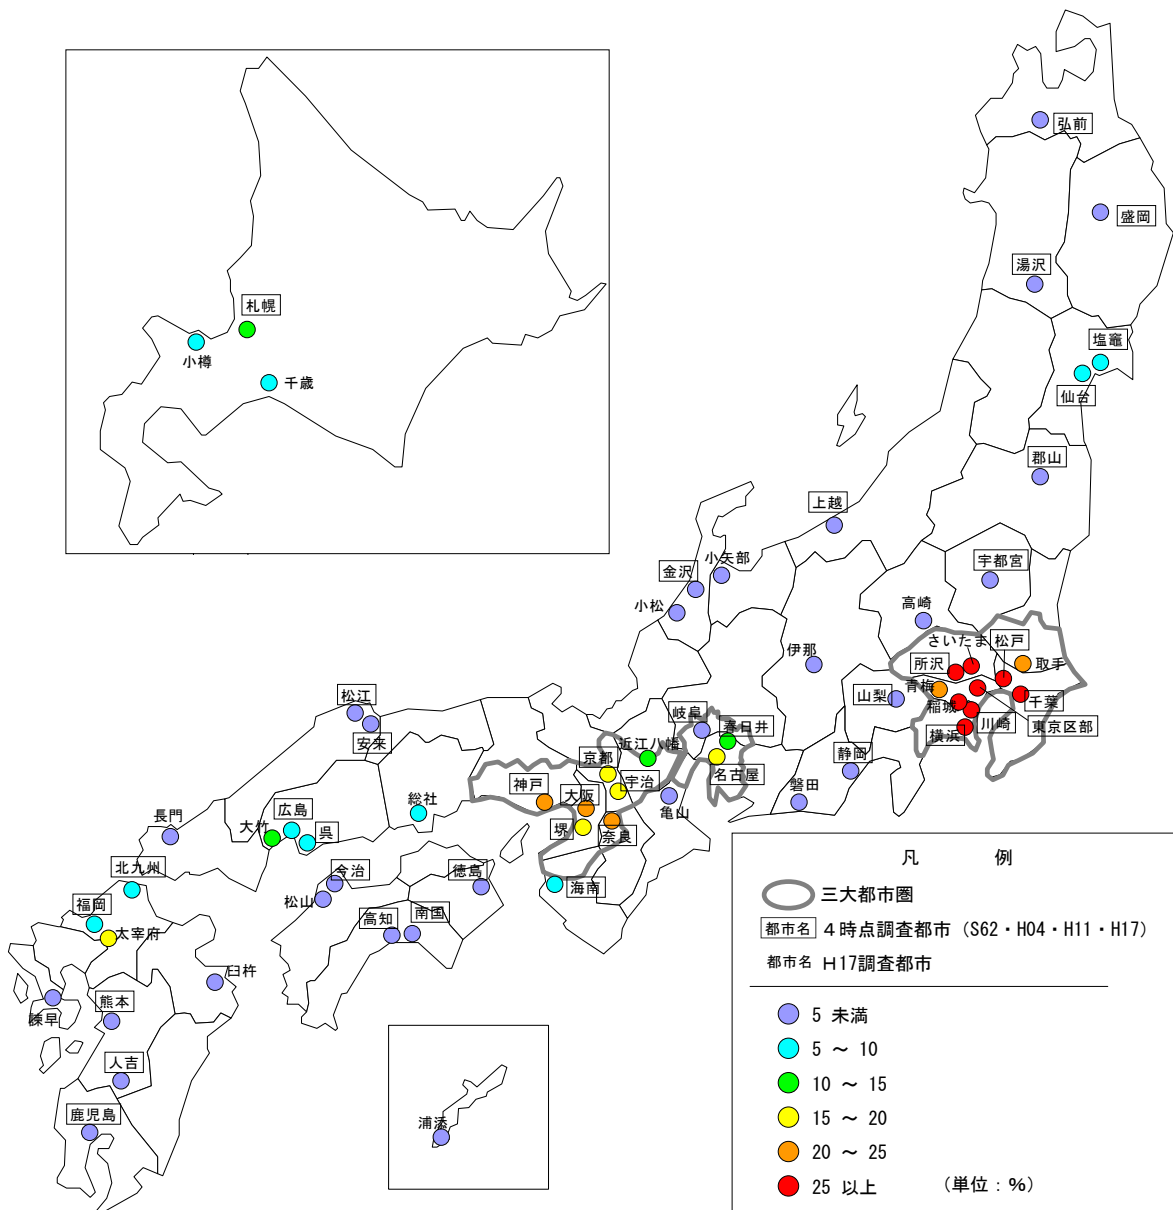 弘前
盛岡
湯沢
札幌
小樽
千歳
塩竈
仙台
郡山
上越
小矢部
宇都宮
金沢
高崎
小松
さいたま
松戸
伊那
所沢
取手
青梅
山梨
千葉
稲城
松江
岐阜
春日井
川崎
東京区部
安来
近江八幡
横浜
京都
静岡
名古屋
神戸
宇治
大阪
磐田
亀山
総社
広島
長門
大竹
呉
堺
奈良
北九州
今治
徳島
海南
松山
福岡
高知
南国
太宰府
臼杵
諫早
熊本
人吉
鹿児島
浦添
凡 例
三大都市圏
都市名 4時点調査都市 (S62・H04・H11・H17)
都市名 H17調査都市
5 未満
5 ～ 10
10 ～ 15
15 ～ 20
20 ～ 25
25 以上 (単位:%)